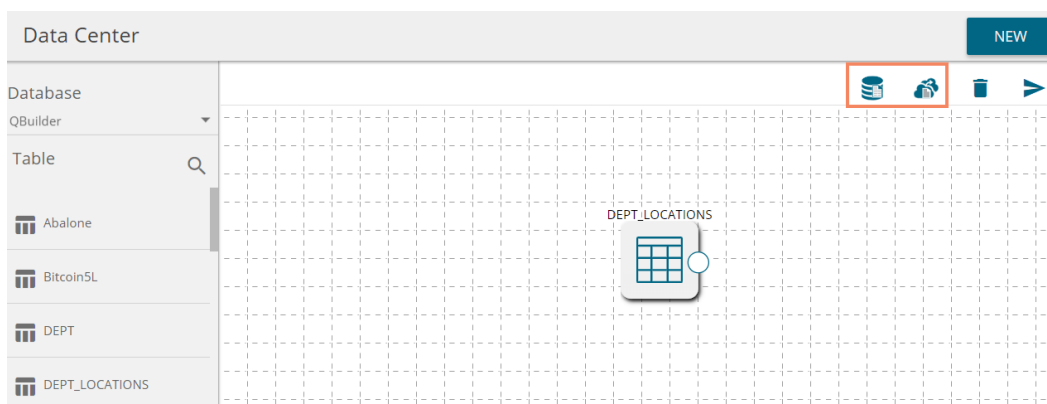 Data Center
NEW
Database
QBuilder
Table
Abalone
Bitcoin5L
DEPT
DEPT_LOCATIONS
DEPT_LOCATIONS